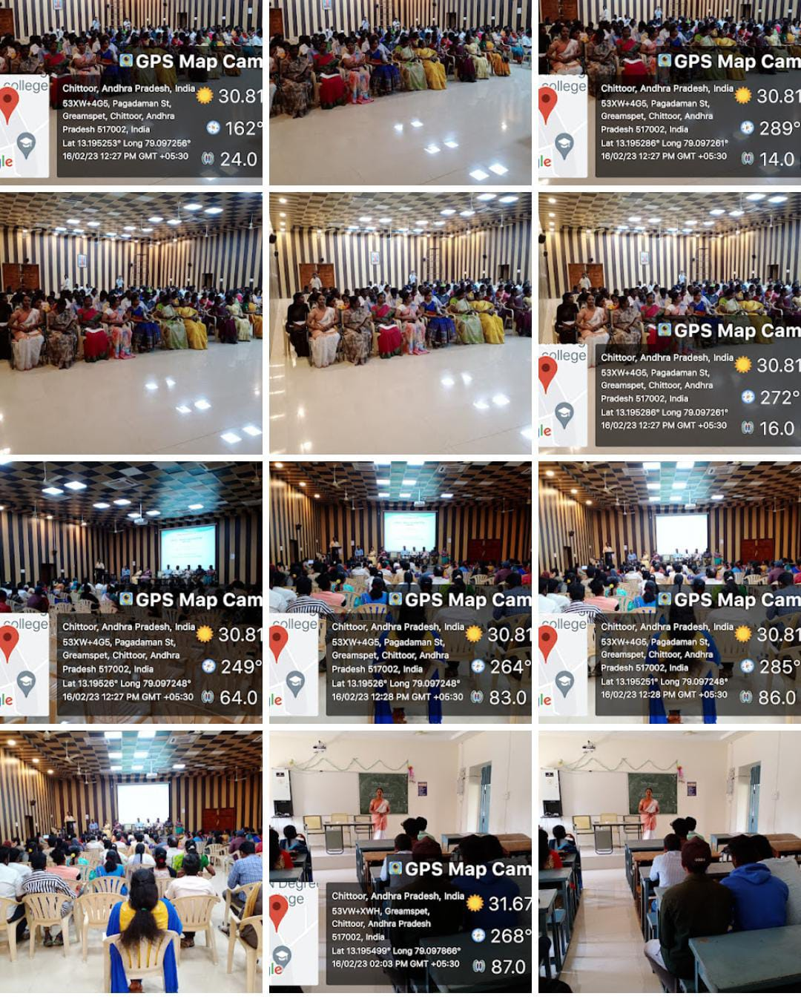 GPS Map Cam
college
Chittoor, Andhra Pradesh, India
53XW+4G5, Pagadaman St,
Greamspet, Chittoor, Andhra
Pradesh 517002, India
Lat 13.195253° Long 79.097256°
16/02/23 12:27 PM GMT +05:30
30.81
162°
24.0
gle
GPS Map Cam
college
Chittoor, Andhra Pradesh, India
53XW+4G5, Pagadaman St,
Greamspet, Chittoor, Andhra
Pradesh 517002, India
Lat 13.195286° Long 79.097261°
16/02/23 12:27 PM GMT +05:30
30.81
289°
14.0
le
GPS Map Cam
college
Chittoor, Andhra Pradesh, India
53XW+4G5, Pagadaman St,
Greamspet, Chittoor, Andhra
Pradesh 517002, India
Lat 13.195286° Long 79.097261°
16/02/23 12:27 PM GMT +05:30
30.81
272°
16.0
le
GPS Map Cam
college
Chittoor, Andhra Pradesh, India
53XW+4G5, Pagadaman St,
Greamspet, Chittoor, Andhra
Pradesh 517002, India
Lat 13.19526° Long 79.097248°
16/02/23 12:27 PM GMT +05:30
30.81
249°
64.0
gle
GPS Map Cam
college
Chittoor, Andhra Pradesh, India
53XW+4G5, Pagadaman St,
Greamspet, Chittoor, Andhra
Pradesh 517002, India
Lat 13.19526° Long 79.097248°
16/02/23 12:28 PM GMT +05:30
30.81
264°
83.0
le
GPS Map Cam
college
Chittoor, Andhra Pradesh, India
53XW+4G5, Pagadaman St,
Greamspet, Chittoor, Andhra
Pradesh 517002, India
Lat 13.195251° Long 79.097248°
16/02/23 12:28 PM GMT +05:30
30.81
285°
86.0
le
GPS Map Cam
N Degree
ge
Chittoor, Andhra Pradesh, India
53VW+XWH, Greamspet,
Chittoor, Andhra Pradesh
517002, India
Lat 13.195499° Long 79.097866°
16/02/23 02:03 PM GMT +05:30
31.67
268°
87.0
le